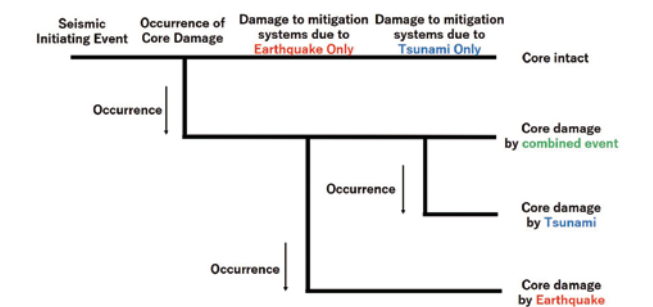 Seismic
Initiating Event
Occurrence of
Core Damage
Damage to mitigation
systems due to
Earthquake Only
Damage to mitigation
systems due to
Tsunami Only
Core intact
Occurrence
Core damage
by combined event
Occurrence
Core damage
by Tsunami
Occurrence
Core damage
by Earthquake